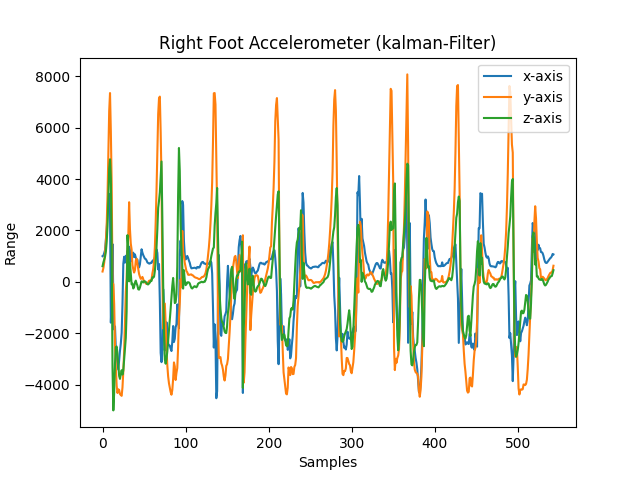 Right Foot Accelerometer (kalman-Filter)
x-axis
y-axis
z-axis
8000
6000
4000
2000
0
−2000
−4000
Range
0 100 200 300 400 500
Samples